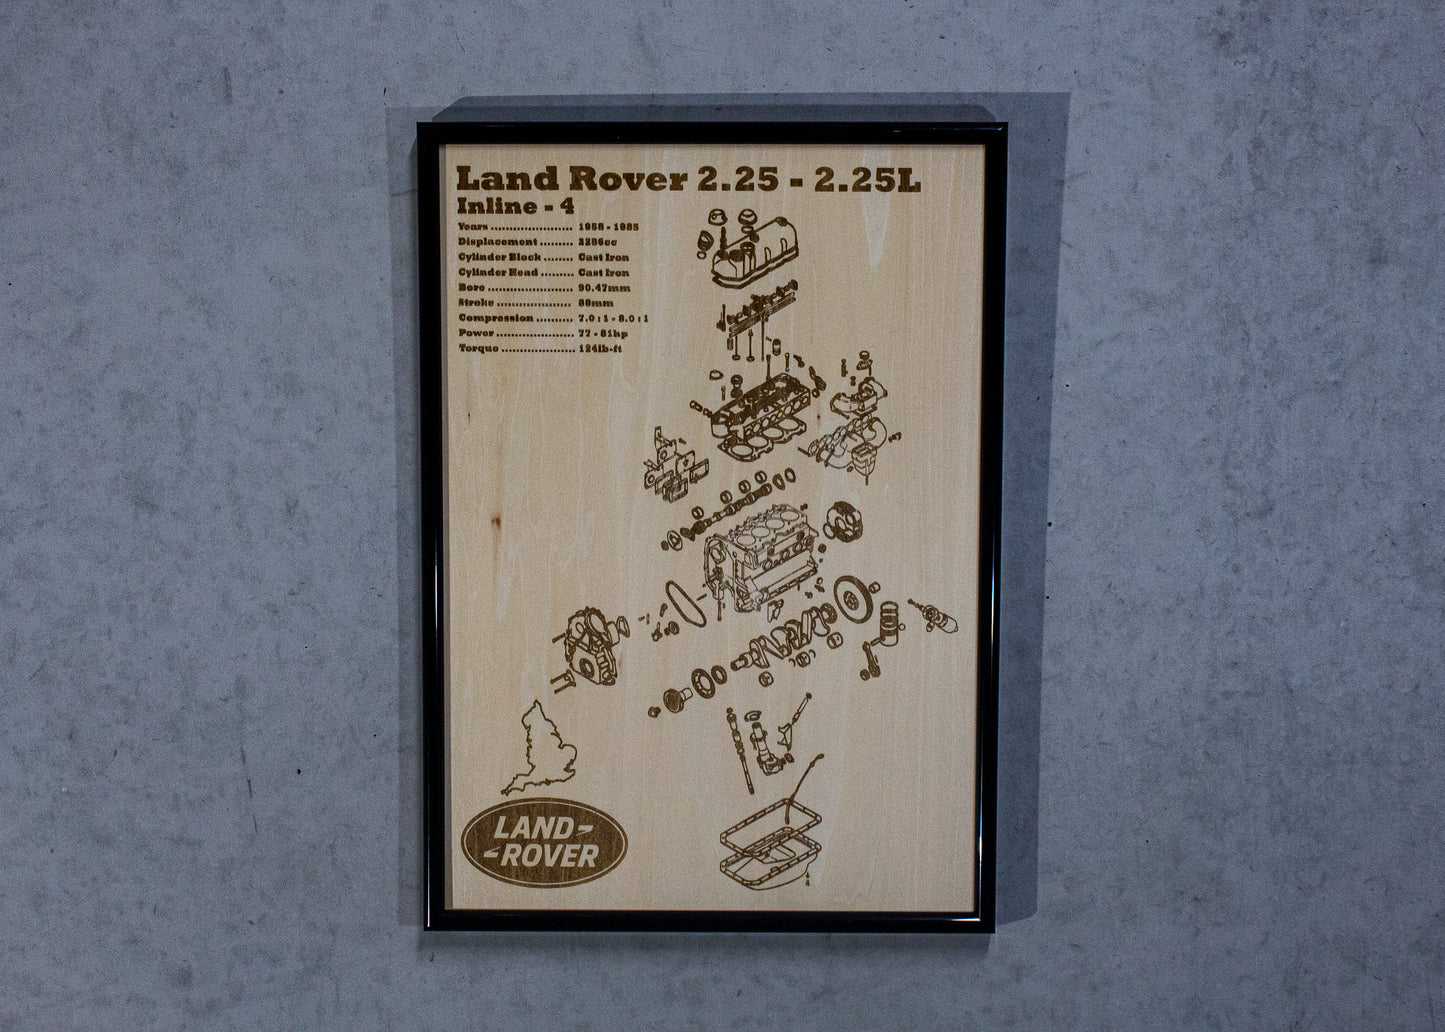 Land Rover 2.25 - 2.25L
Inline - 4
Years ........................ 1958 - 1985
Displacement .......... 2286cc
Cylinder Block ......... Cast Iron
Cylinder Head .......... Cast Iron
Bore ......................... 90.47mm
Stroke ...................... 88mm
Compression ........... 7.0:1 - 8.0:1
Power ....................... 77 - 81hp
Torque ...................... 124lb-ft
LAND
ROVER